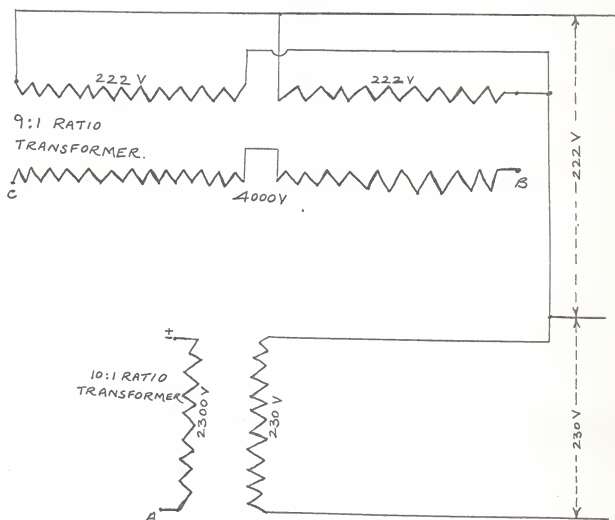 222 V
222 V
9:1 RATIO
TRANSFORMER.
C
4000V
B
222 V
±
10:1 RATIO
TRANSFORMER
2300 V
230 V
A
230 V